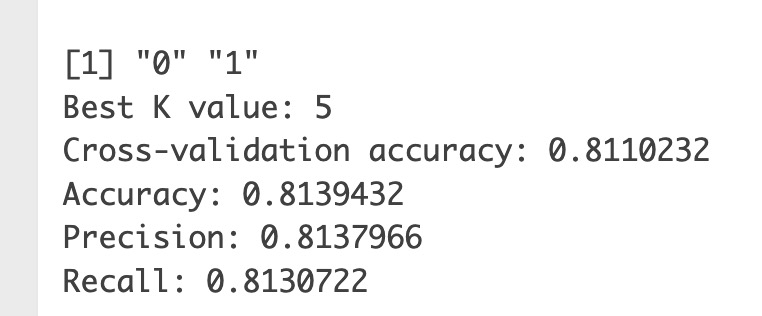 [1] "0" "1"
Best K value: 5
Cross-validation accuracy: 0.8110232
Accuracy: 0.8139432
Precision: 0.8137966
Recall: 0.8130722